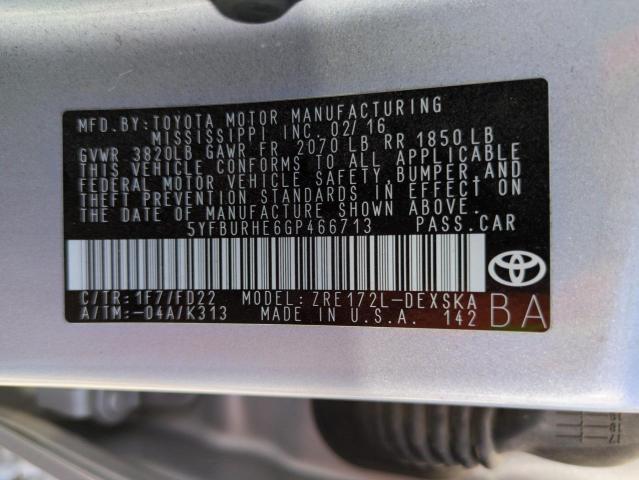 MFD.BY:TOYOTA MOTOR MANUFACTURING
MISSISSIPPI INC. 02/16
GVWR 3820LB GAWR FR 2070 LB RR 1850 LB
THIS VEHICLE CONFORMS TO ALL APPLICABLE
FEDERAL MOTOR VEHICLE SAFETY, BUMPER, AND
THEFT PREVENTION STANDARDS IN EFFECT ON
THE DATE OF MANUFACTURE SHOWN ABOVE.
5YFBURHE6GP466713 PASS.CAR
C/TR:1F7/FD22 MODEL: ZRE172L-DEXSKA
A/TM:-04A/K313 MADE IN U.S.A. 142 BA